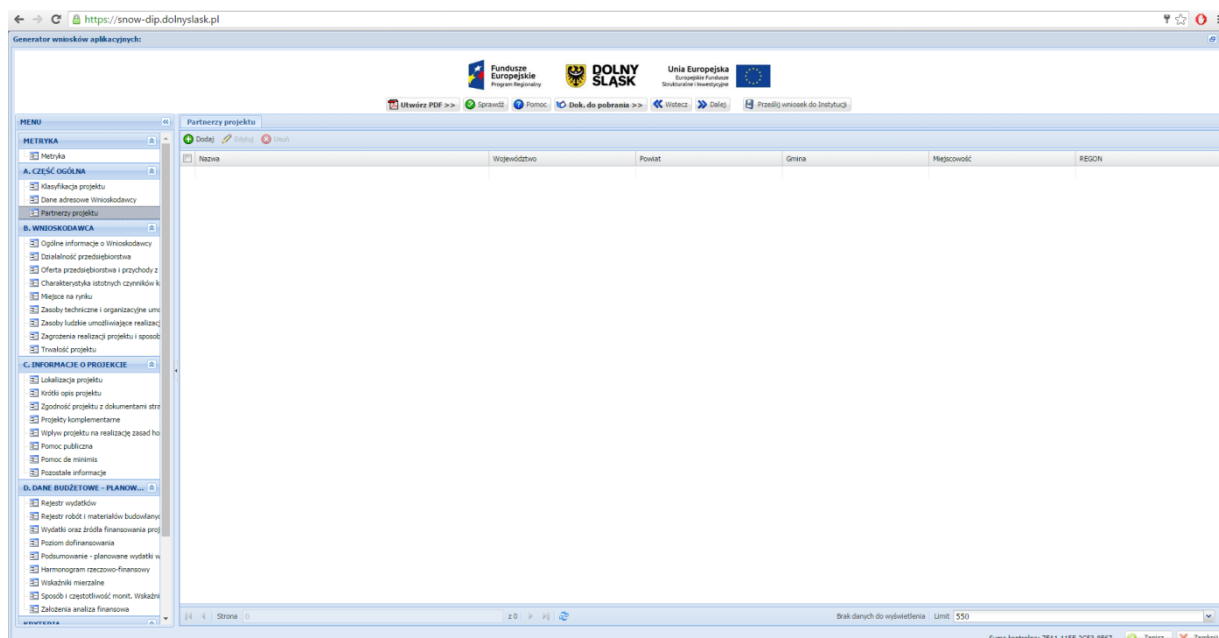 https://snow-dip.dolnyslask.pl
Generator wniosków aplikacyjnych:
Fundusze Europejskie Program Regionalny
DOLNY ŚLĄSK
Unia Europejska Europejskie Fundusze Strukturalne i Inwestycyjne
Utwórz PDF >> Sprawdź Pomoc Dok. do pobrania >> Wstecz Dalej Prześlij wniosek do Instytucji
MENU
Partnerzy projektu
METRYKA
Metryka
Dodaj Edytuj Usuń
Nazwa Województwo Powiat Gmina Miejscowość REGON
A. CZĘŚĆ OGÓLNA
Klasyfikacja projektu
Dane adresowe Wnioskodawcy
Partnerzy projektu
B. WNIOSKODAWCA
Ogólne informacje o Wnioskodawcy
Działalność przedsiębiorstwa
Oferta przedsiębiorstwa i przychody z
Charakterystyka istotnych czynników k
Miejsce na rynku
Zasoby techniczne i organizacyjne umo
Zasoby ludzkie umożliwiające realizacj
Zagrożenia realizacji projektu i sposob
Trwałość projektu
C. INFORMACJE O PROJEKCIE
Lokalizacja projektu
Krótki opis projektu
Zgodność projektu z dokumentami stra
Projekty komplementarne
Wpływ projektu na realizację zasad ho
Pomoc publiczna
Pomoc de minimis
Pozostałe informacje
D. DANE BUDŻETOWE - PLANOW...
Rejestr wydatków
Rejestr robót i materiałów budowlanyc
Wydatki oraz źródła finansowania proj
Poziom dofinansowania
Podsumowanie - planowane wydatki w
Harmonogram rzeczowo-finansowy
Wskaźniki mierzalne
Sposób i częstotliwość monit. Wskaźni
Założenia analiza finansowa
KRYTERIA
Strona 0 z 0 Brak danych do wyświetlenia Limit 550
Suma kontrolna: Zapisz Zamknij